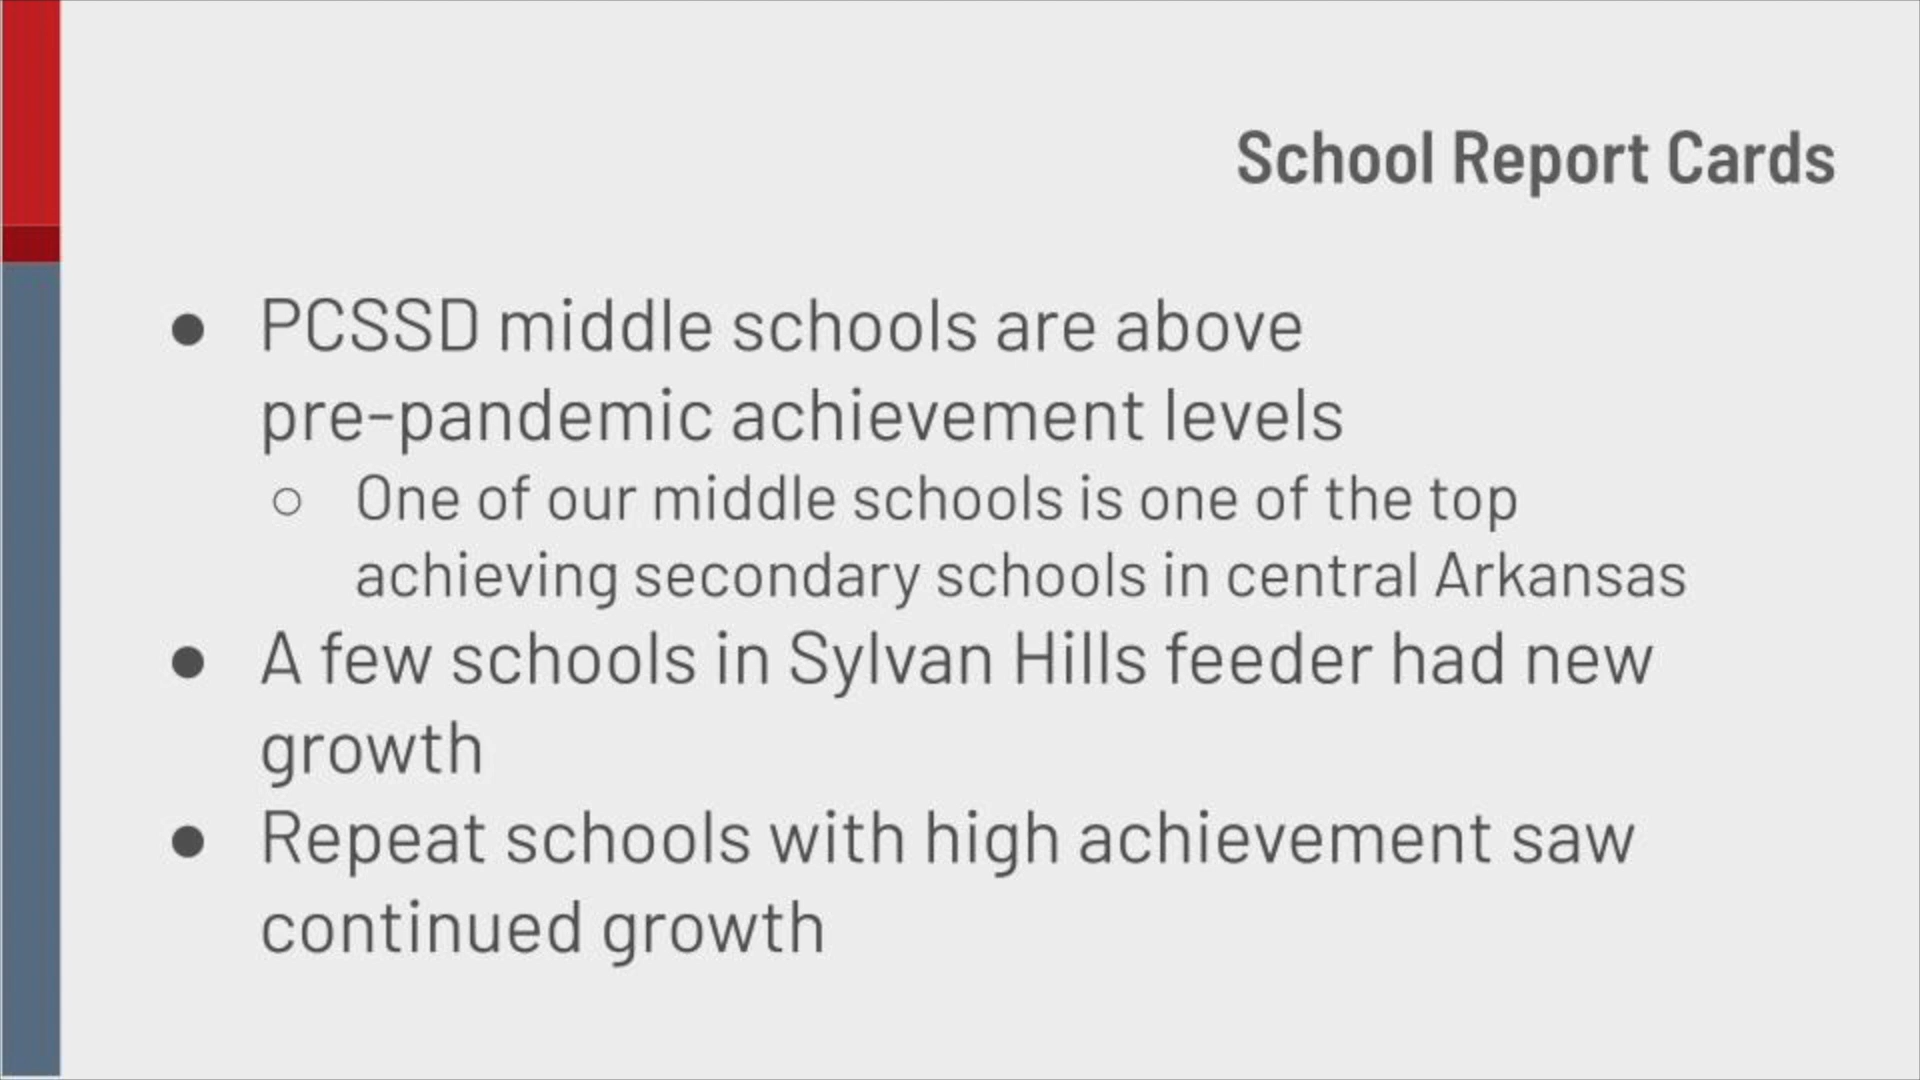 School Report Cards
● PCSSD middle schools are above
pre-pandemic achievement levels
○ One of our middle schools is one of the top
achieving secondary schools in central Arkansas
● A few schools in Sylvan Hills feeder had new
growth
● Repeat schools with high achievement saw
continued growth